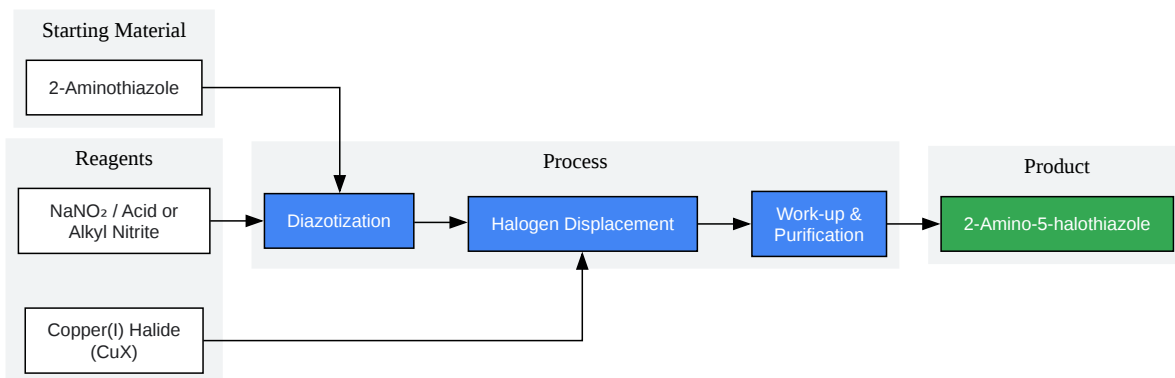 Starting Material
2-Aminothiazole
Reagents
NaNO₂ / Acid or
Alkyl Nitrite
Copper(I) Halide
(CuX)
Process
Diazotization
Halogen Displacement
Work-up &
Purification
Product
2-Amino-5-halothiazole